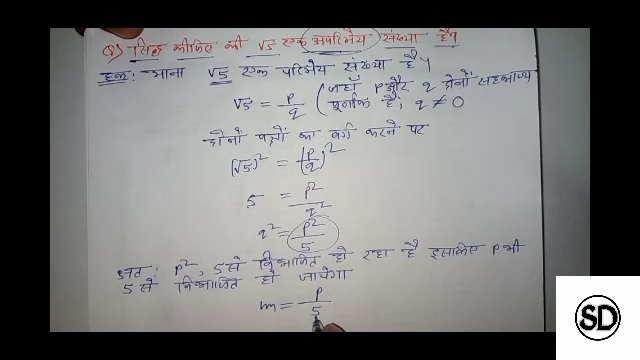 Q) सिद्ध कीजिए की √5 एक अपरिमेय संख्या है।
हल: माना √5 एक परिमेय संख्या है।
√5 = p/q (जहाँ p और q दोनों सहभाज्य
पूर्णांक है, q ≠ 0
दोनों पक्षों का वर्ग करने पर
(√5)² = (p/q)²
5 = p²/q²
q² = p²/5
अत: p², 5 से विभाजित हो रहा है इसलिए p भी
5 से विभाजित हो जायेगा
m = p/5
SD